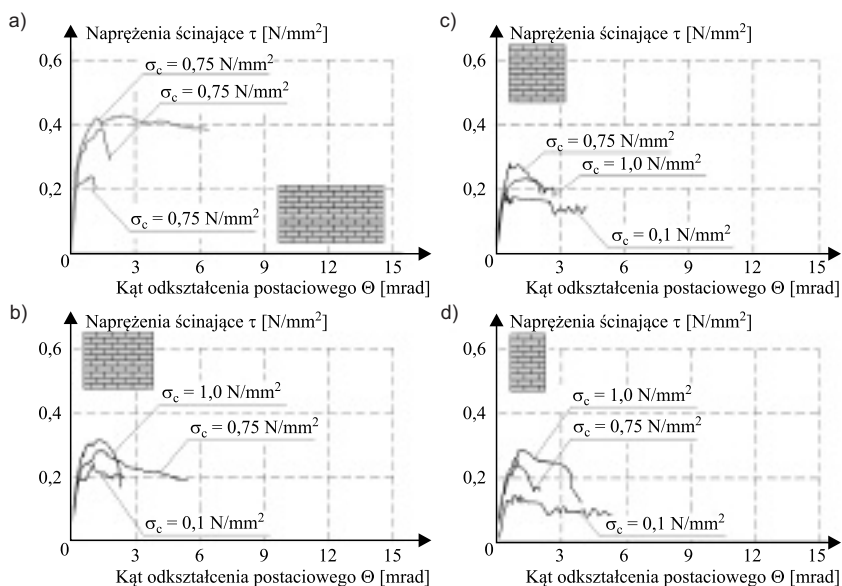 a)
Naprężenia ścinające τ [N/mm²]
0,6
σc = 0,75 N/mm²
σc = 0,75 N/mm²
0,4
0,2
σc = 0,75 N/mm²
0 3 6 9 12 15
Kąt odkształcenia postaciowego Θ [mrad]
c)
Naprężenia ścinające τ [N/mm²]
0,6
0,4
σc = 0,75 N/mm²
σc = 1,0 N/mm²
0,2
σc = 0,1 N/mm²
0 3 6 9 12 15
Kąt odkształcenia postaciowego Θ [mrad]
b)
Naprężenia ścinające τ [N/mm²]
0,6
0,4
σc = 1,0 N/mm²
σc = 0,75 N/mm²
0,2
σc = 0,1 N/mm²
0 3 6 9 12 15
Kąt odkształcenia postaciowego Θ [mrad]
d)
Naprężenia ścinające τ [N/mm²]
0,6
0,4
σc = 1,0 N/mm²
σc = 0,75 N/mm²
0,2
σc = 0,1 N/mm²
0 3 6 9 12 15
Kąt odkształcenia postaciowego Θ [mrad]